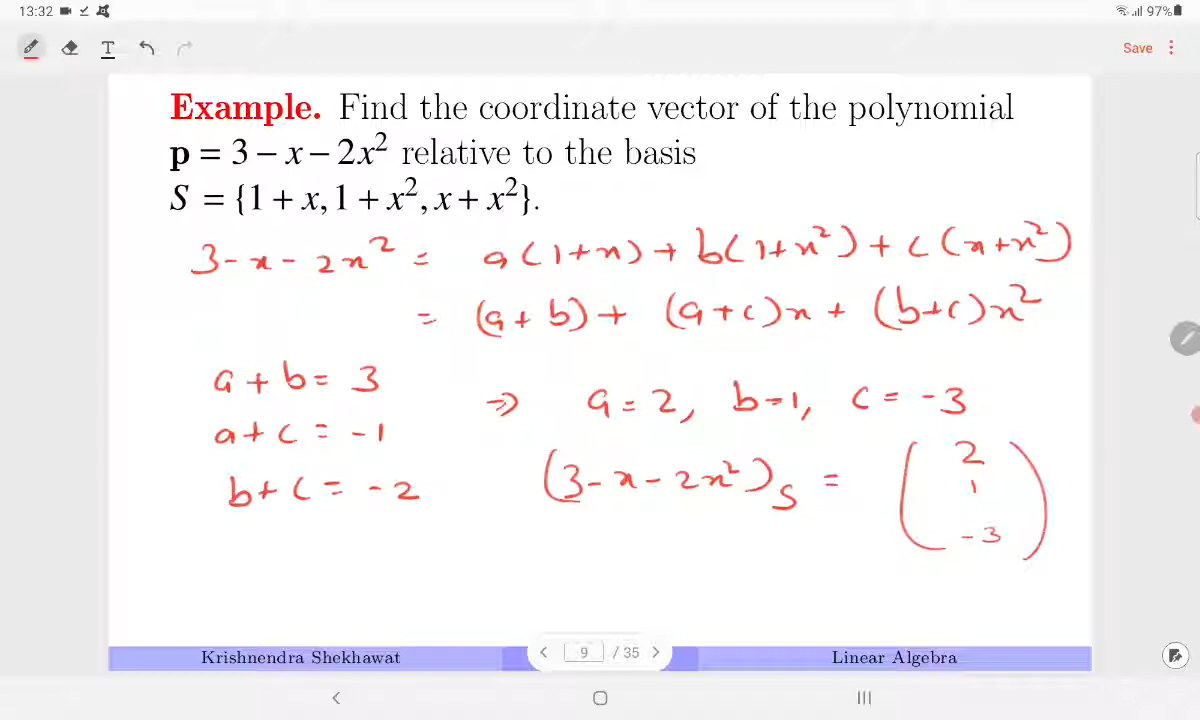 13:32 97%
T Save
Example. Find the coordinate vector of the polynomial
p = 3 − x − 2x² relative to the basis
S = {1 + x, 1 + x², x + x²}.
3 - x - 2x² = a(1+x) + b(1+x²) + c(x+x²)
= (a+b) + (a+c)x + (b+c)x²
a + b = 3
a + c = -1
b + c = -2
⇒ a = 2, b = 1, c = -3
(3 - x - 2x²)_S = ( 2
1
-3 )
Krishnendra Shekhawat < 9 / 35 > Linear Algebra